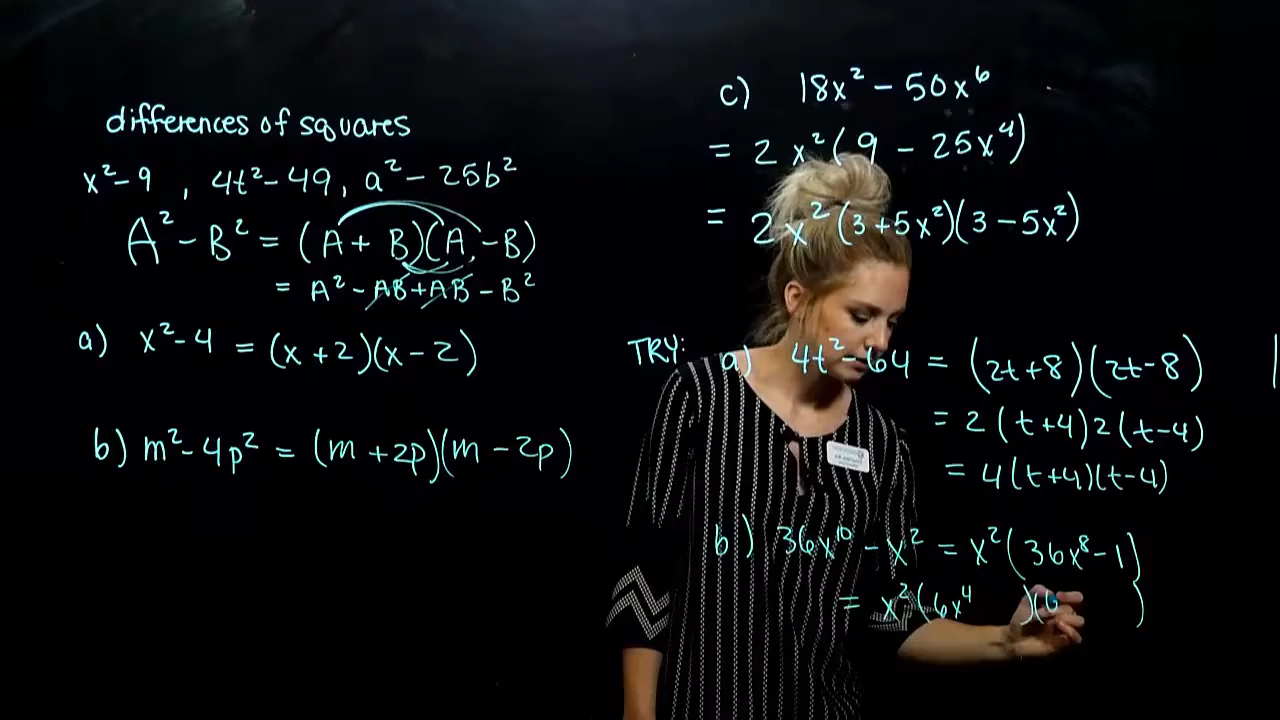 differences of squares
x² - 9 , 4t² - 49, a² - 25b²
A² - B² = (A + B)(A - B)
= A² - AB + AB - B²
a) x² - 4 = (x + 2)(x - 2)
b) m² - 4p² = (m + 2p)(m - 2p)
c) 18x² - 50x⁶
= 2x²(9 - 25x⁴)
= 2x²(3 + 5x²)(3 - 5x²)
TRY: a) 4t² - 64 = (2t + 8)(2t - 8)
= 2(t + 4)2(t - 4)
= 4(t + 4)(t - 4)
b) 36x¹⁰ - x² = x²(36x⁸ - 1)
= x²(6x⁴ )(6 )